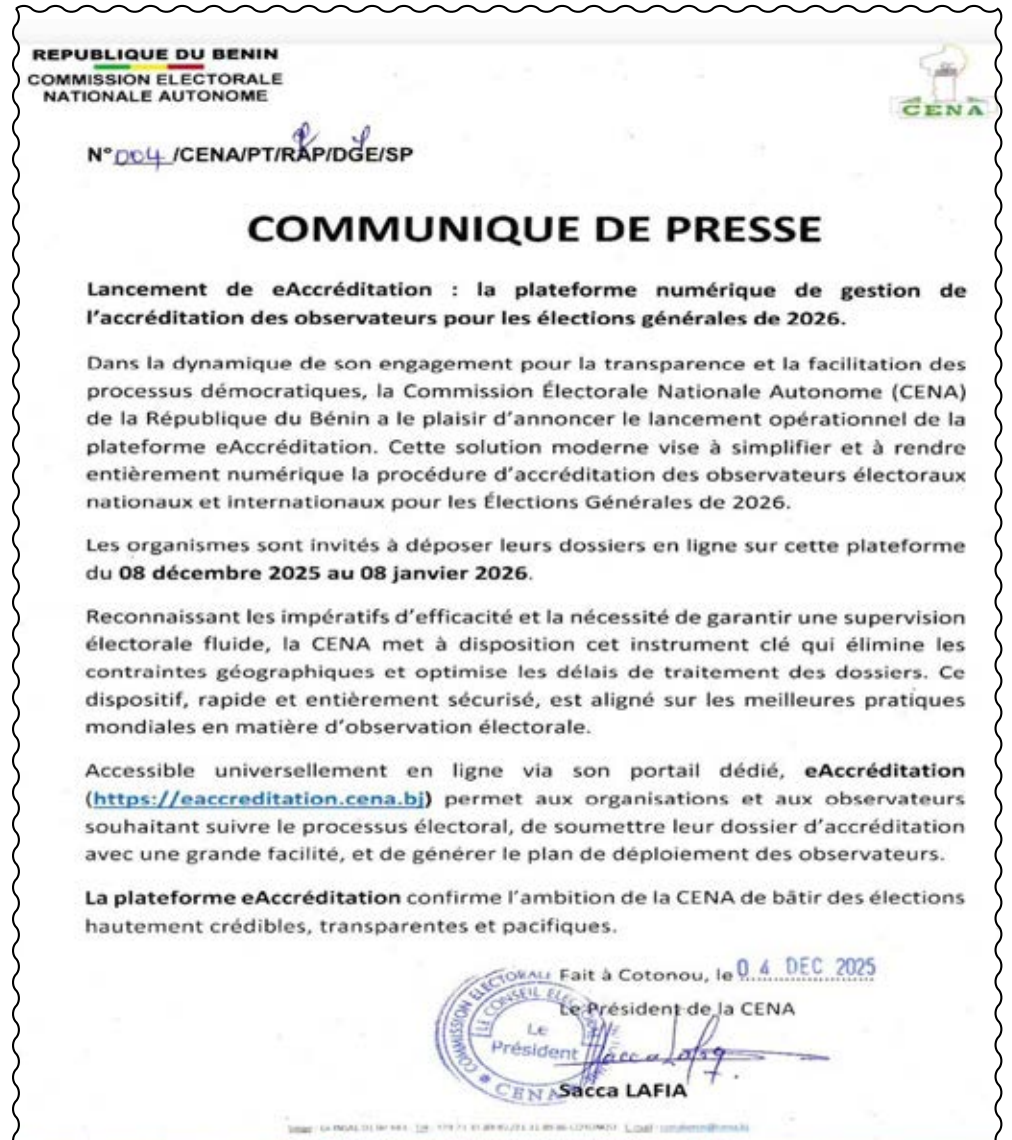 REPUBLIQUE DU BENIN
COMMISSION ELECTORALE
NATIONALE AUTONOME
CENA
N°004/CENA/PT/RAP/DGE/SP
COMMUNIQUE DE PRESSE
Lancement de eAccréditation : la plateforme numérique de gestion de
l’accréditation des observateurs pour les élections générales de 2026.
Dans la dynamique de son engagement pour la transparence et la facilitation des
processus démocratiques, la Commission Électorale Nationale Autonome (CENA)
de la République du Bénin a le plaisir d’annoncer le lancement opérationnel de la
plateforme eAccréditation. Cette solution moderne vise à simplifier et à rendre
entièrement numérique la procédure d’accréditation des observateurs électoraux
nationaux et internationaux pour les Élections Générales de 2026.
Les organismes sont invités à déposer leurs dossiers en ligne sur cette plateforme
du 08 décembre 2025 au 08 janvier 2026.
Reconnaissant les impératifs d’efficacité et la nécessité de garantir une supervision
électorale fluide, la CENA met à disposition cet instrument clé qui élimine les
contraintes géographiques et optimise les délais de traitement des dossiers. Ce
dispositif, rapide et entièrement sécurisé, est aligné sur les meilleures pratiques
mondiales en matière d’observation électorale.
Accessible universellement en ligne via son portail dédié, eAccréditation
(https://eaccreditation.cena.bj) permet aux organisations et aux observateurs
souhaitant suivre le processus électoral, de soumettre leur dossier d’accréditation
avec une grande facilité, et de générer le plan de déploiement des observateurs.
La plateforme eAccréditation confirme l’ambition de la CENA de bâtir des élections
hautement crédibles, transparentes et pacifiques.
Fait à Cotonou, le 04 DEC 2025
Le Président de la CENA
COMMISSION ELECTORALE
LE CONSEIL ELECTORAL
Le
Président
CENA
Sacca LAFIA